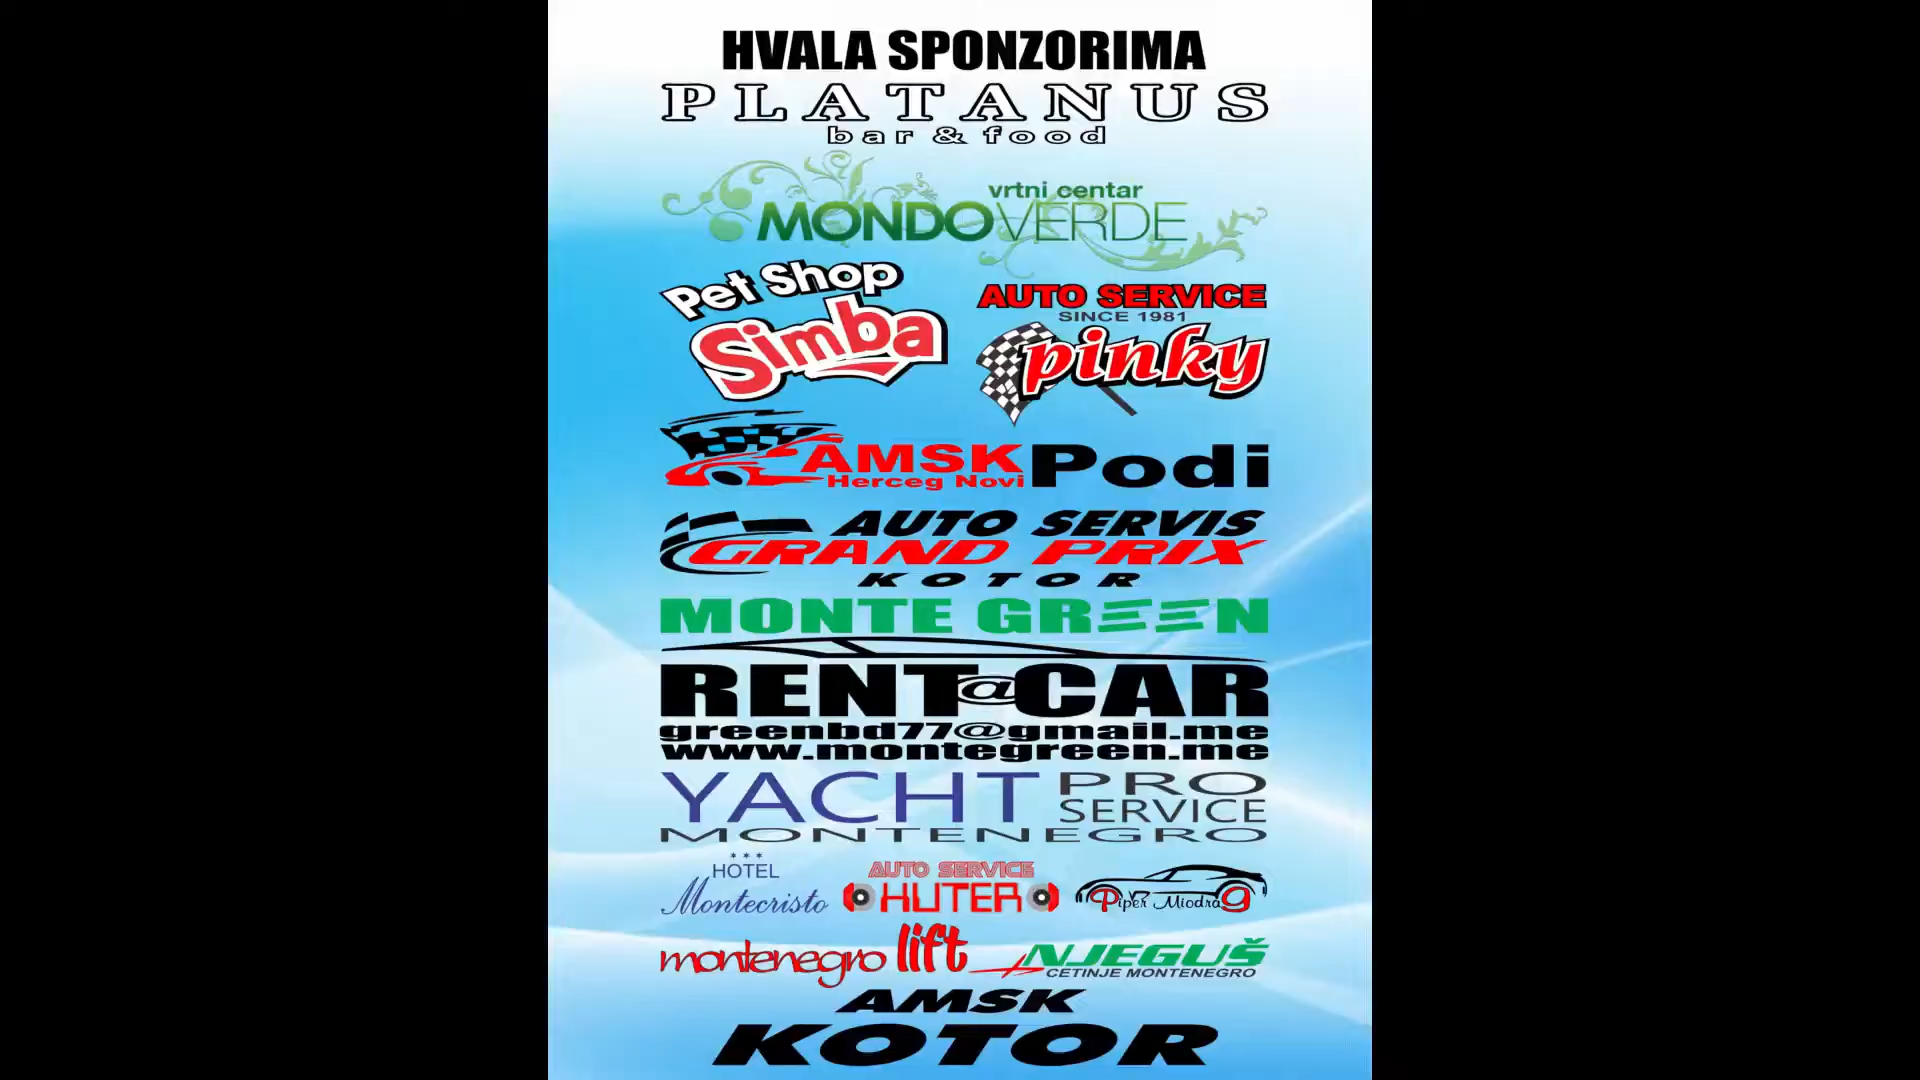 HVALA SPONZORIMA
PLATANUS
bar & food
vrtni centar
MONDOVERDE
Pet Shop
Simba
AUTO SERVICE
SINCE 1981
pinky
AMSK Podi
Herceg Novi
AUTO SERVIS
GRAND PRIX
KOTOR
MONTE GREEN
RENT@CAR
greenbd77@gmail.me
www.montegreen.me
YACHT PRO
SERVICE
MONTENEGRO
***
HOTEL
Montecristo
AUTO SERVICE
HUTER
Piper Miodrag
montenegro lift
NJEGUŠ
CETINJE MONTENEGRO
AMSK
KOTOR